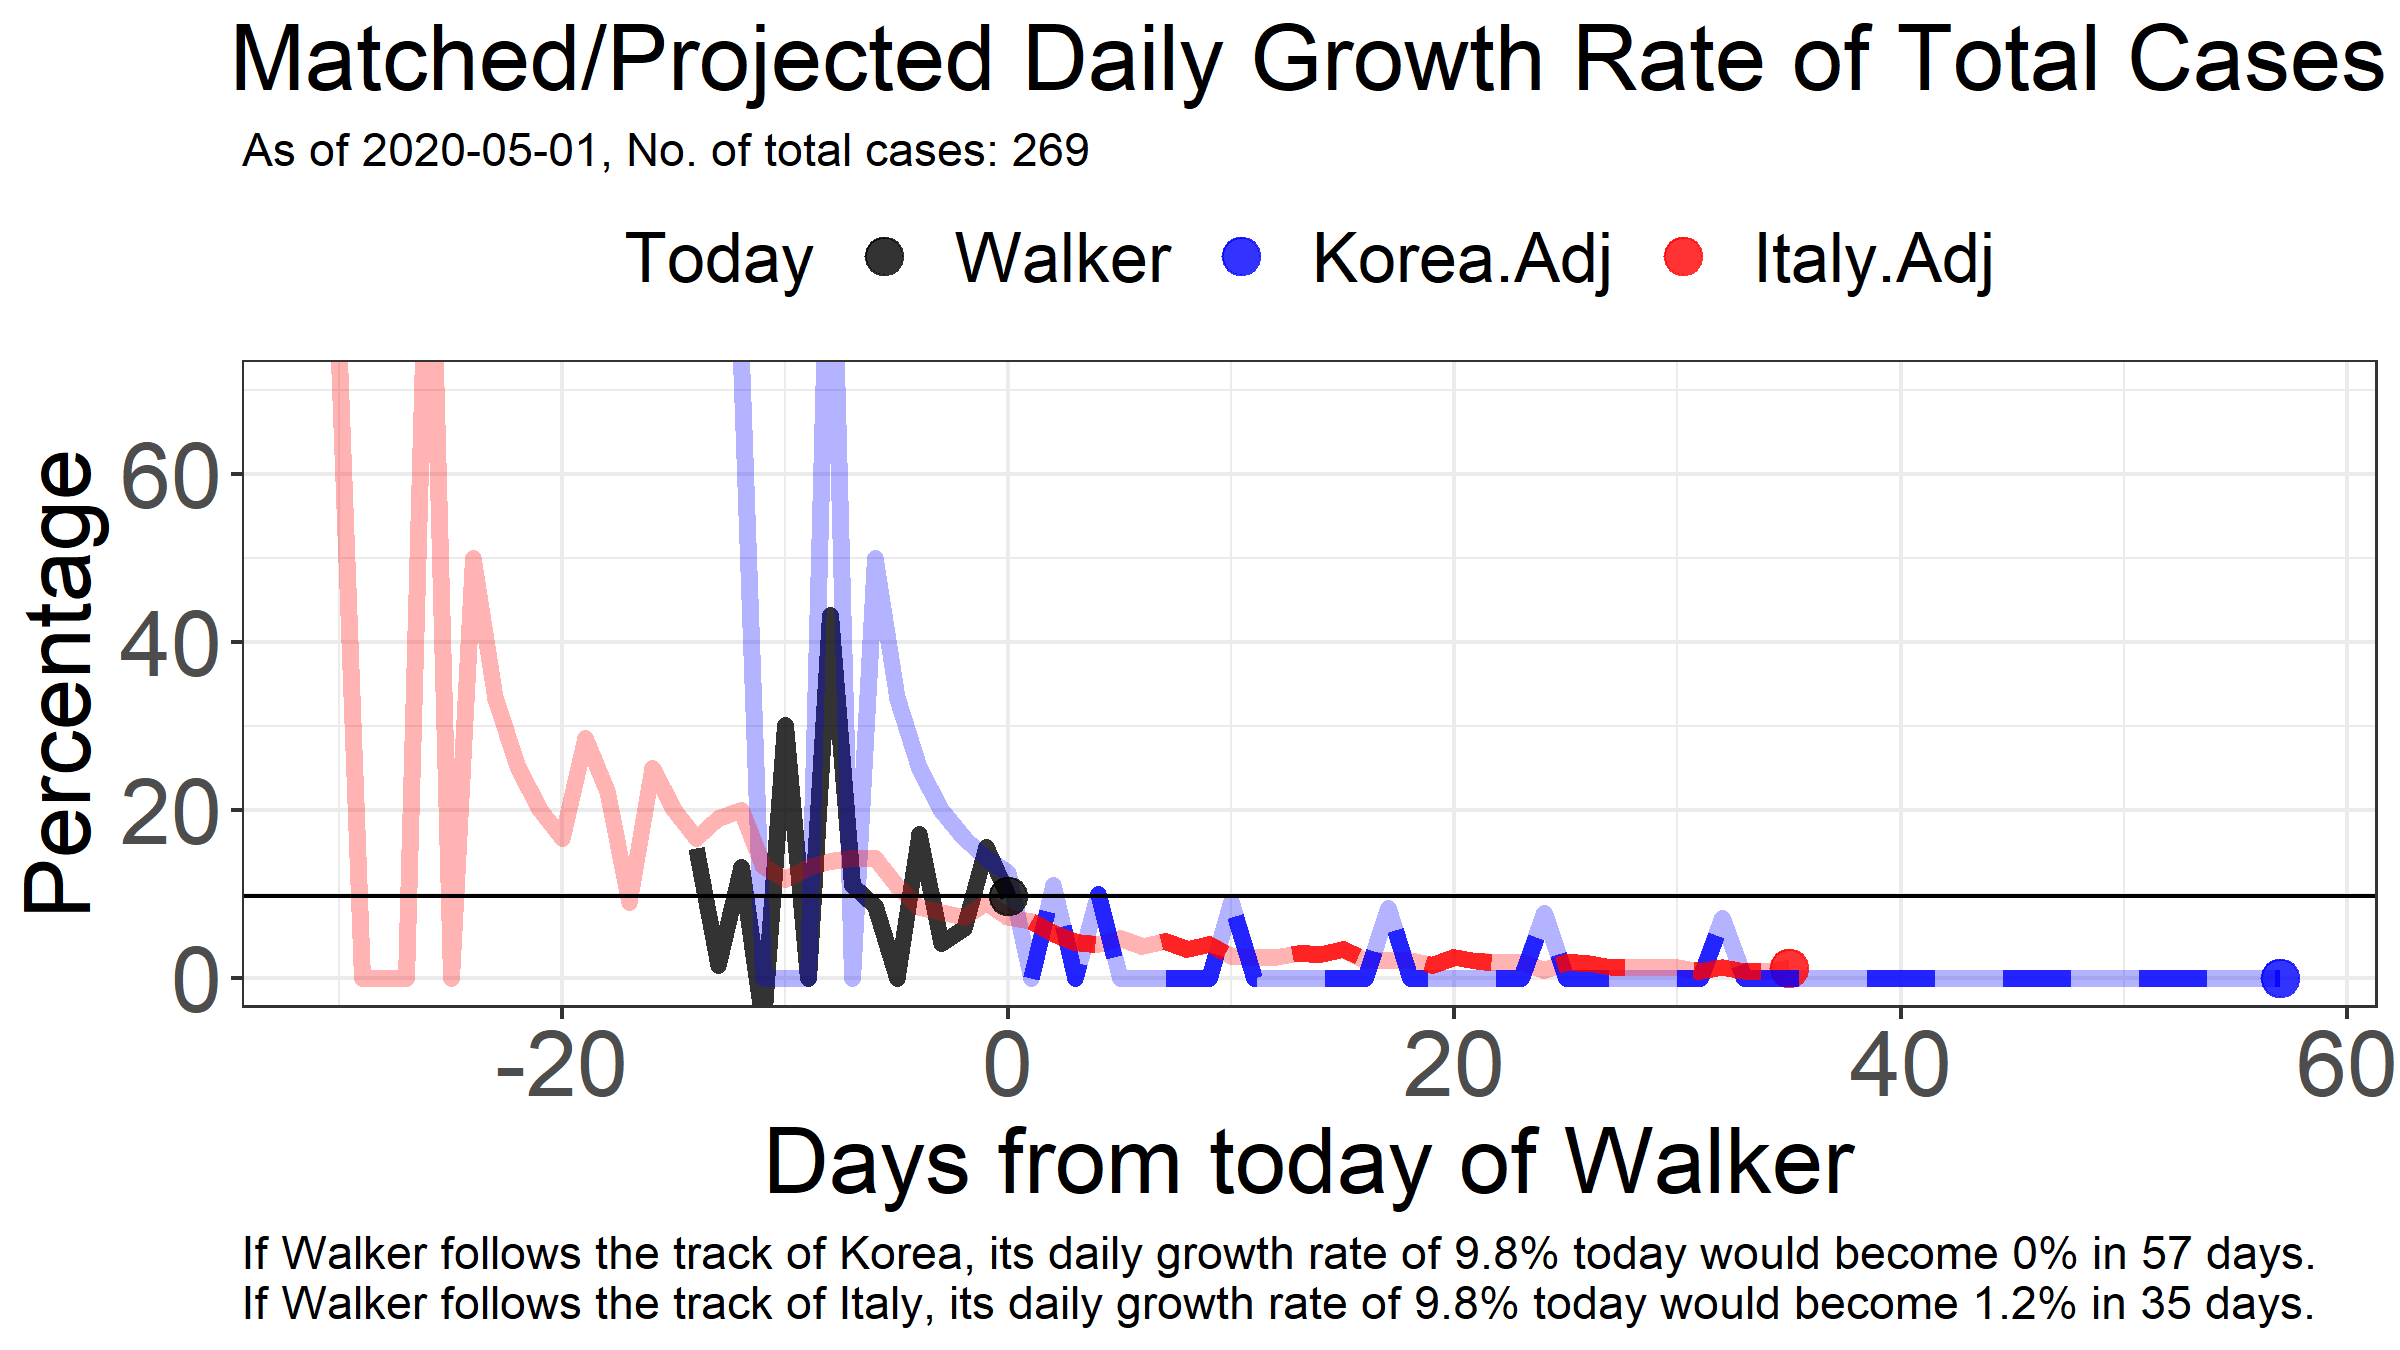 Matched/Projected Daily Growth Rate of Total Cases
As of 2020-05-01, No. of total cases: 269
Today Walker Korea.Adj Italy.Adj
Percentage
60
40
20
0
-20 0 20 40 60
Days from today of Walker
If Walker follows the track of Korea, its daily growth rate of 9.8% today would become 0% in 57 days.
If Walker follows the track of Italy, its daily growth rate of 9.8% today would become 1.2% in 35 days.